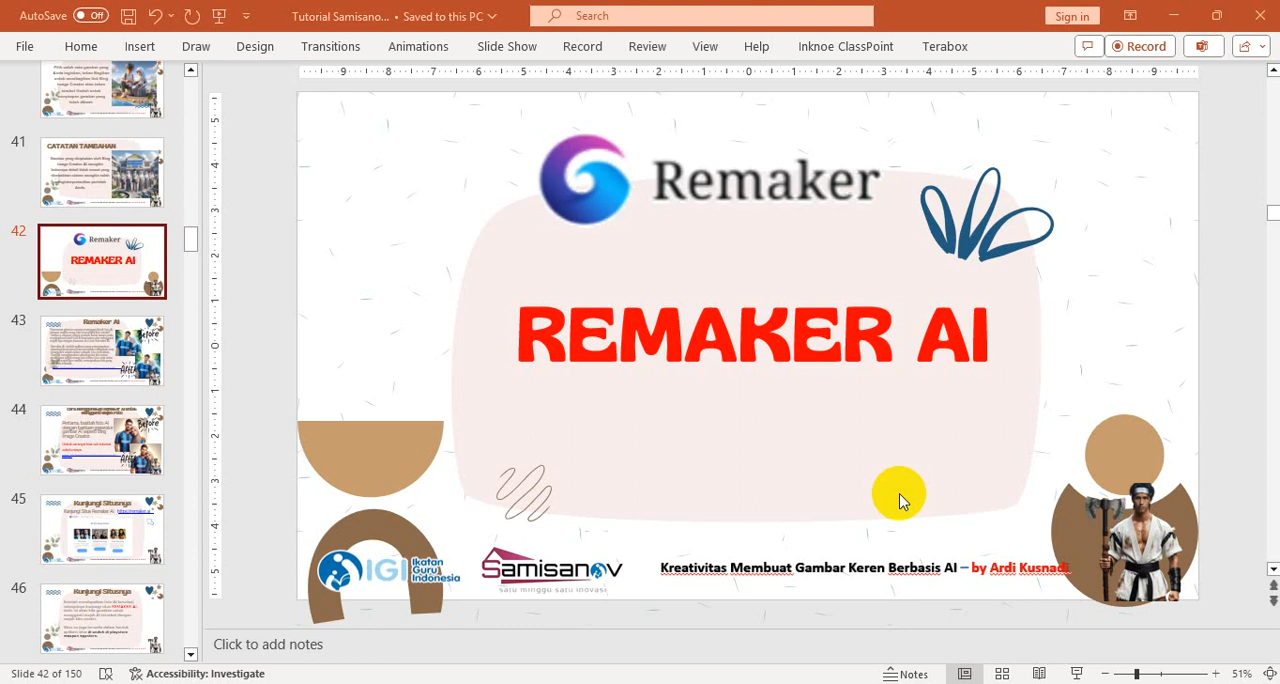 AutoSave Off
Tutorial Samisano... • Saved to this PC
Search
Sign in
File Home Insert Draw Design Transitions Animations Slide Show Record Review View Help Inknoe ClassPoint Terabox
Record
41
CATATAN TAMBAHAN
42
Remaker
REMAKER AI
43
Remaker AI
Before
After
44
Before
After
45
Kunjungi Situsnya
46
Kunjungi Situsnya
Remaker
REMAKER AI
IGI Ikatan Guru Indonesia
Samisanov
satu minggu satu inovasi
Kreativitas Membuat Gambar Keren Berbasis AI – by Ardi Kusnadi
Click to add notes
Slide 42 of 150
Accessibility: Investigate
Notes
51%